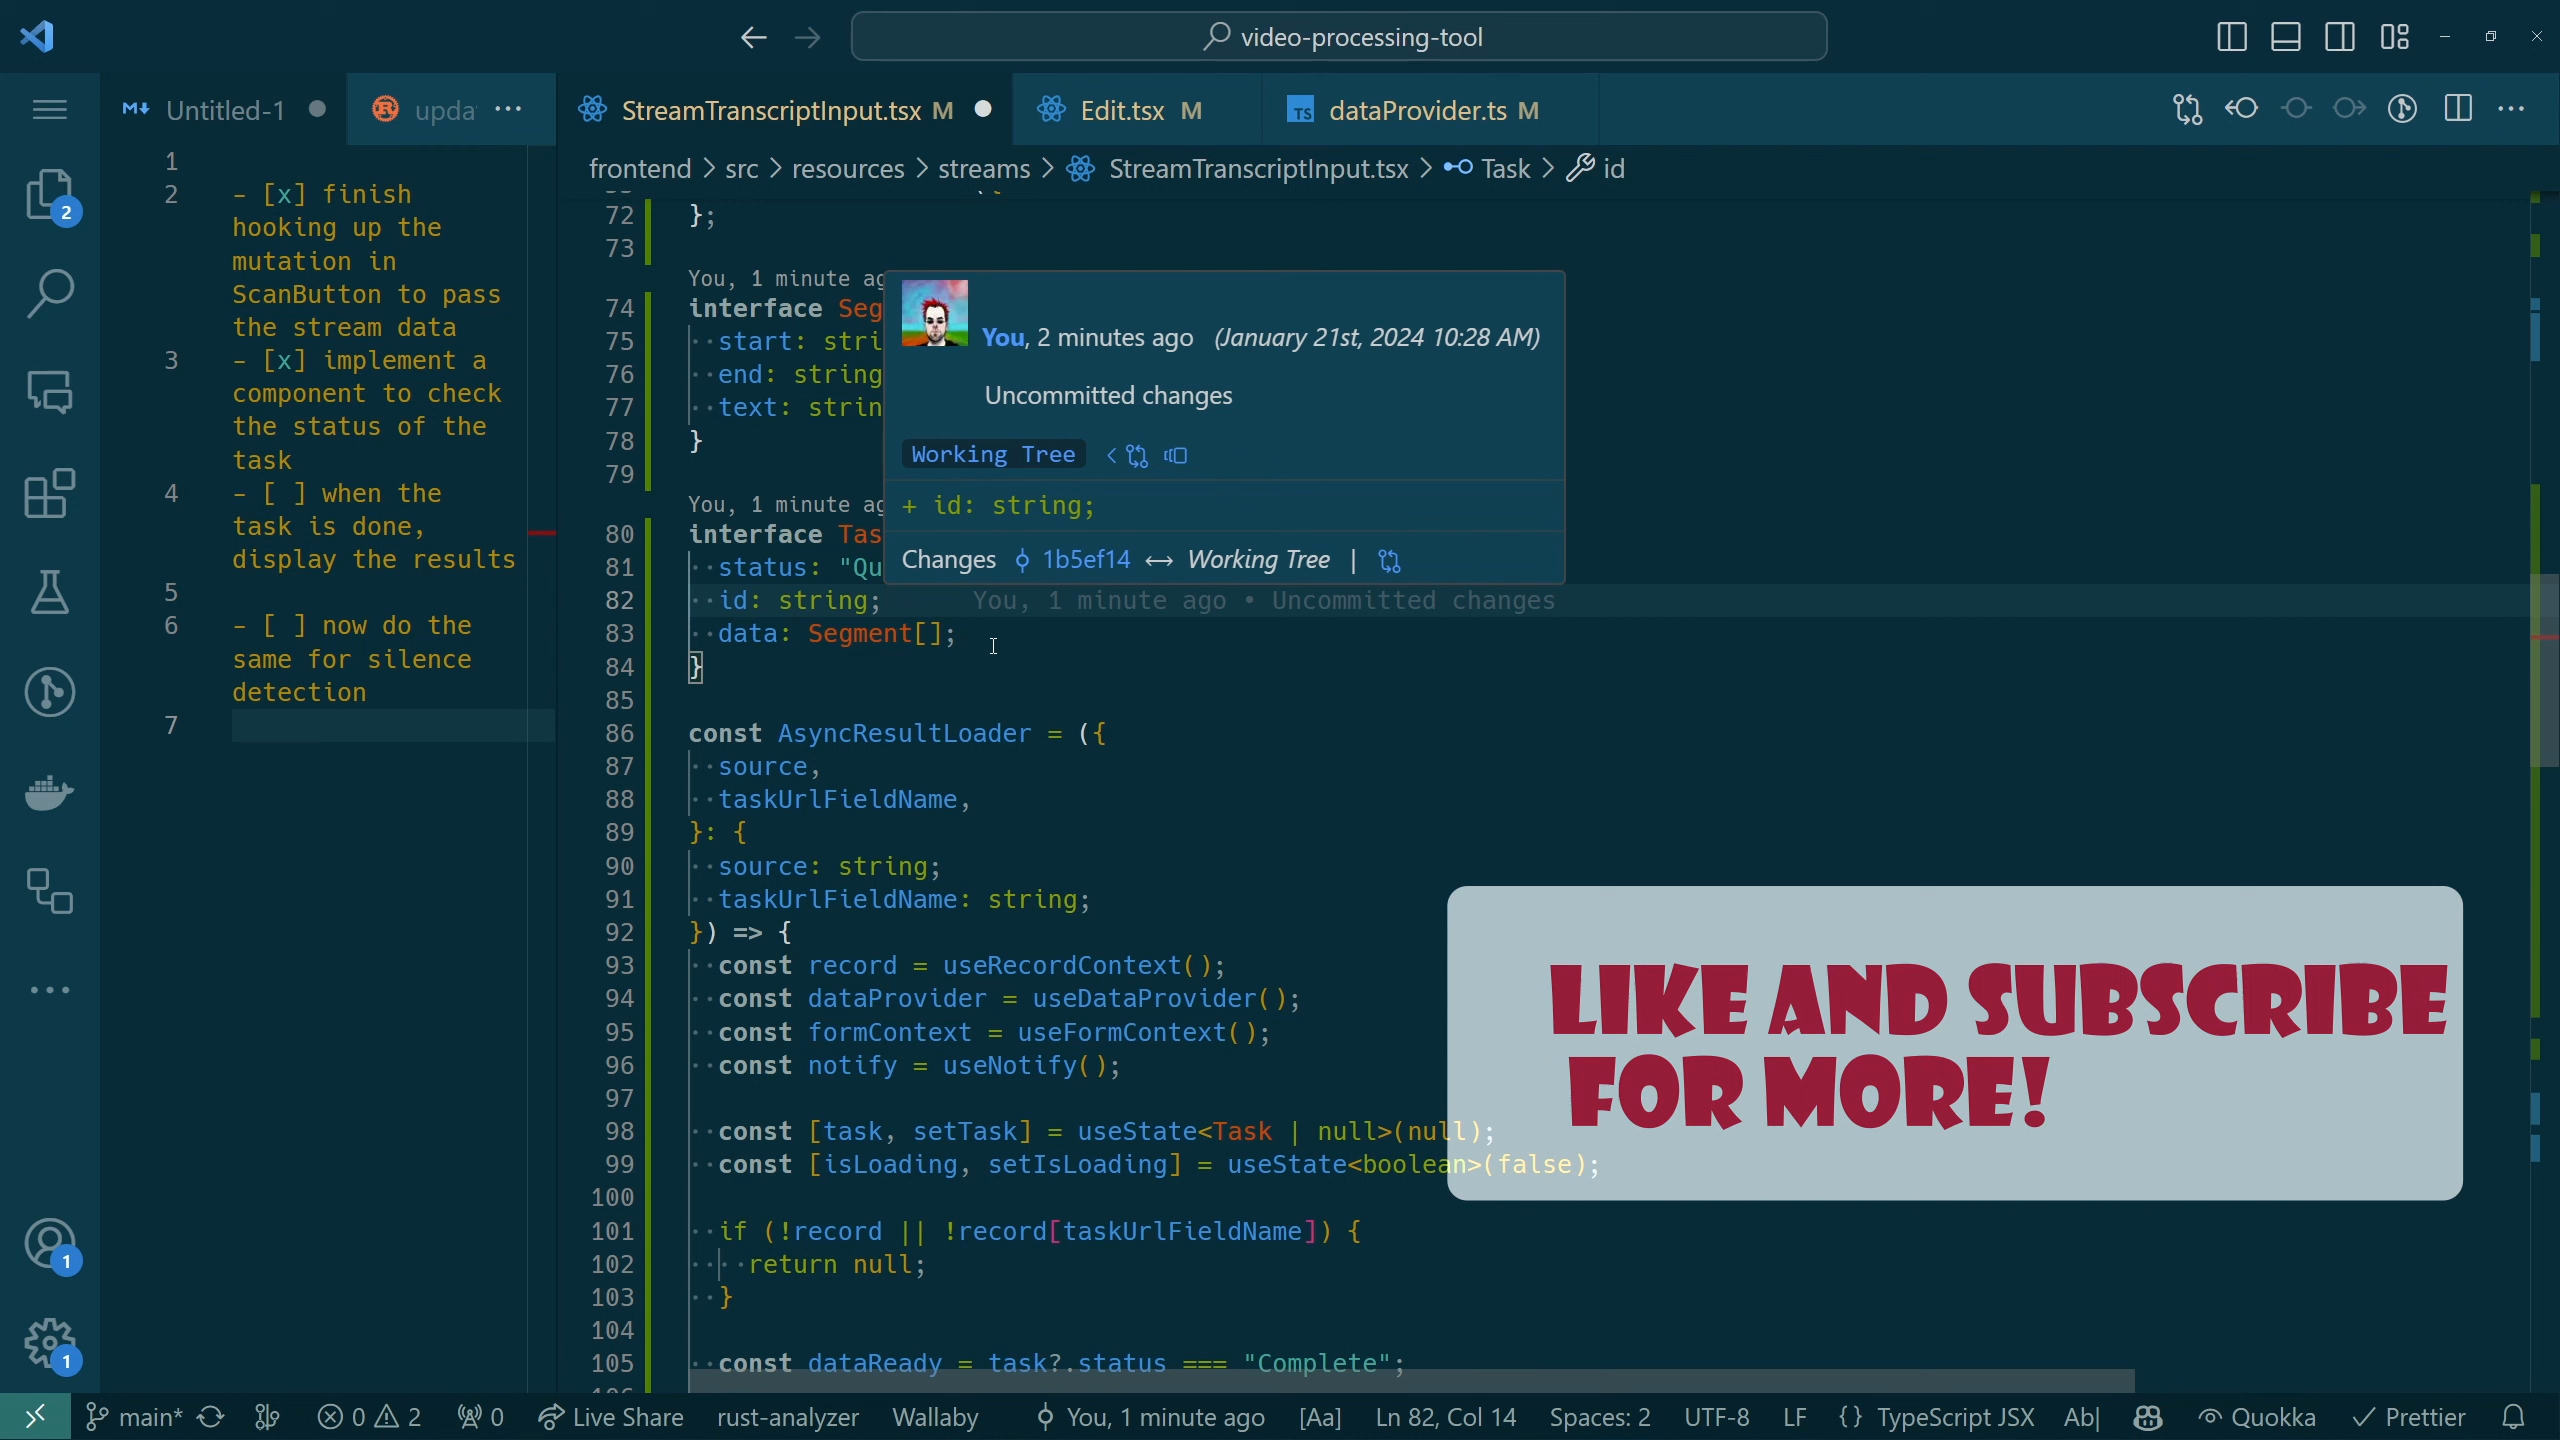 video-processing-tool
Untitled-1
upda
StreamTranscriptInput.tsx M
Edit.tsx M
TS dataProvider.ts M
frontend > src > resources > streams > StreamTranscriptInput.tsx > Task > id
1
2 - [x] finish
hooking up the
mutation in
ScanButton to pass
the stream data
3 - [x] implement a
component to check
the status of the
task
4 - [ ] when the
task is done,
display the results
5
6 - [ ] now do the
same for silence
detection
7
72 };
73
You, 1 minute ag
74 interface Seg
75 start: stri
76 end: string
77 text: strin
78 }
79
You, 1 minute ag
80 interface Tas
81 status: "Qu
82 id: string; You, 1 minute ago • Uncommitted changes
83 data: Segment[];
84 }
85
86 const AsyncResultLoader = ({
87 source,
88 taskUrlFieldName,
89 }: {
90 source: string;
91 taskUrlFieldName: string;
92 }) => {
93 const record = useRecordContext();
94 const dataProvider = useDataProvider();
95 const formContext = useFormContext();
96 const notify = useNotify();
97
98 const [task, setTask] = useState<Task | null>(null);
99 const [isLoading, setIsLoading] = useState<boolean>(false);
100
101 if (!record || !record[taskUrlFieldName]) {
102 return null;
103 }
104
105 const dataReady = task?.status === "Complete";
You, 2 minutes ago (January 21st, 2024 10:28 AM)
Uncommitted changes
Working Tree
+ id: string;
Changes 1b5ef14 ↔ Working Tree |
LIKE AND SUBSCRIBE
FOR MORE!
2
1
1
main* 0 2 0 Live Share rust-analyzer Wallaby You, 1 minute ago [Aa] Ln 82, Col 14 Spaces: 2 UTF-8 LF {} TypeScript JSX Ab| Quokka Prettier